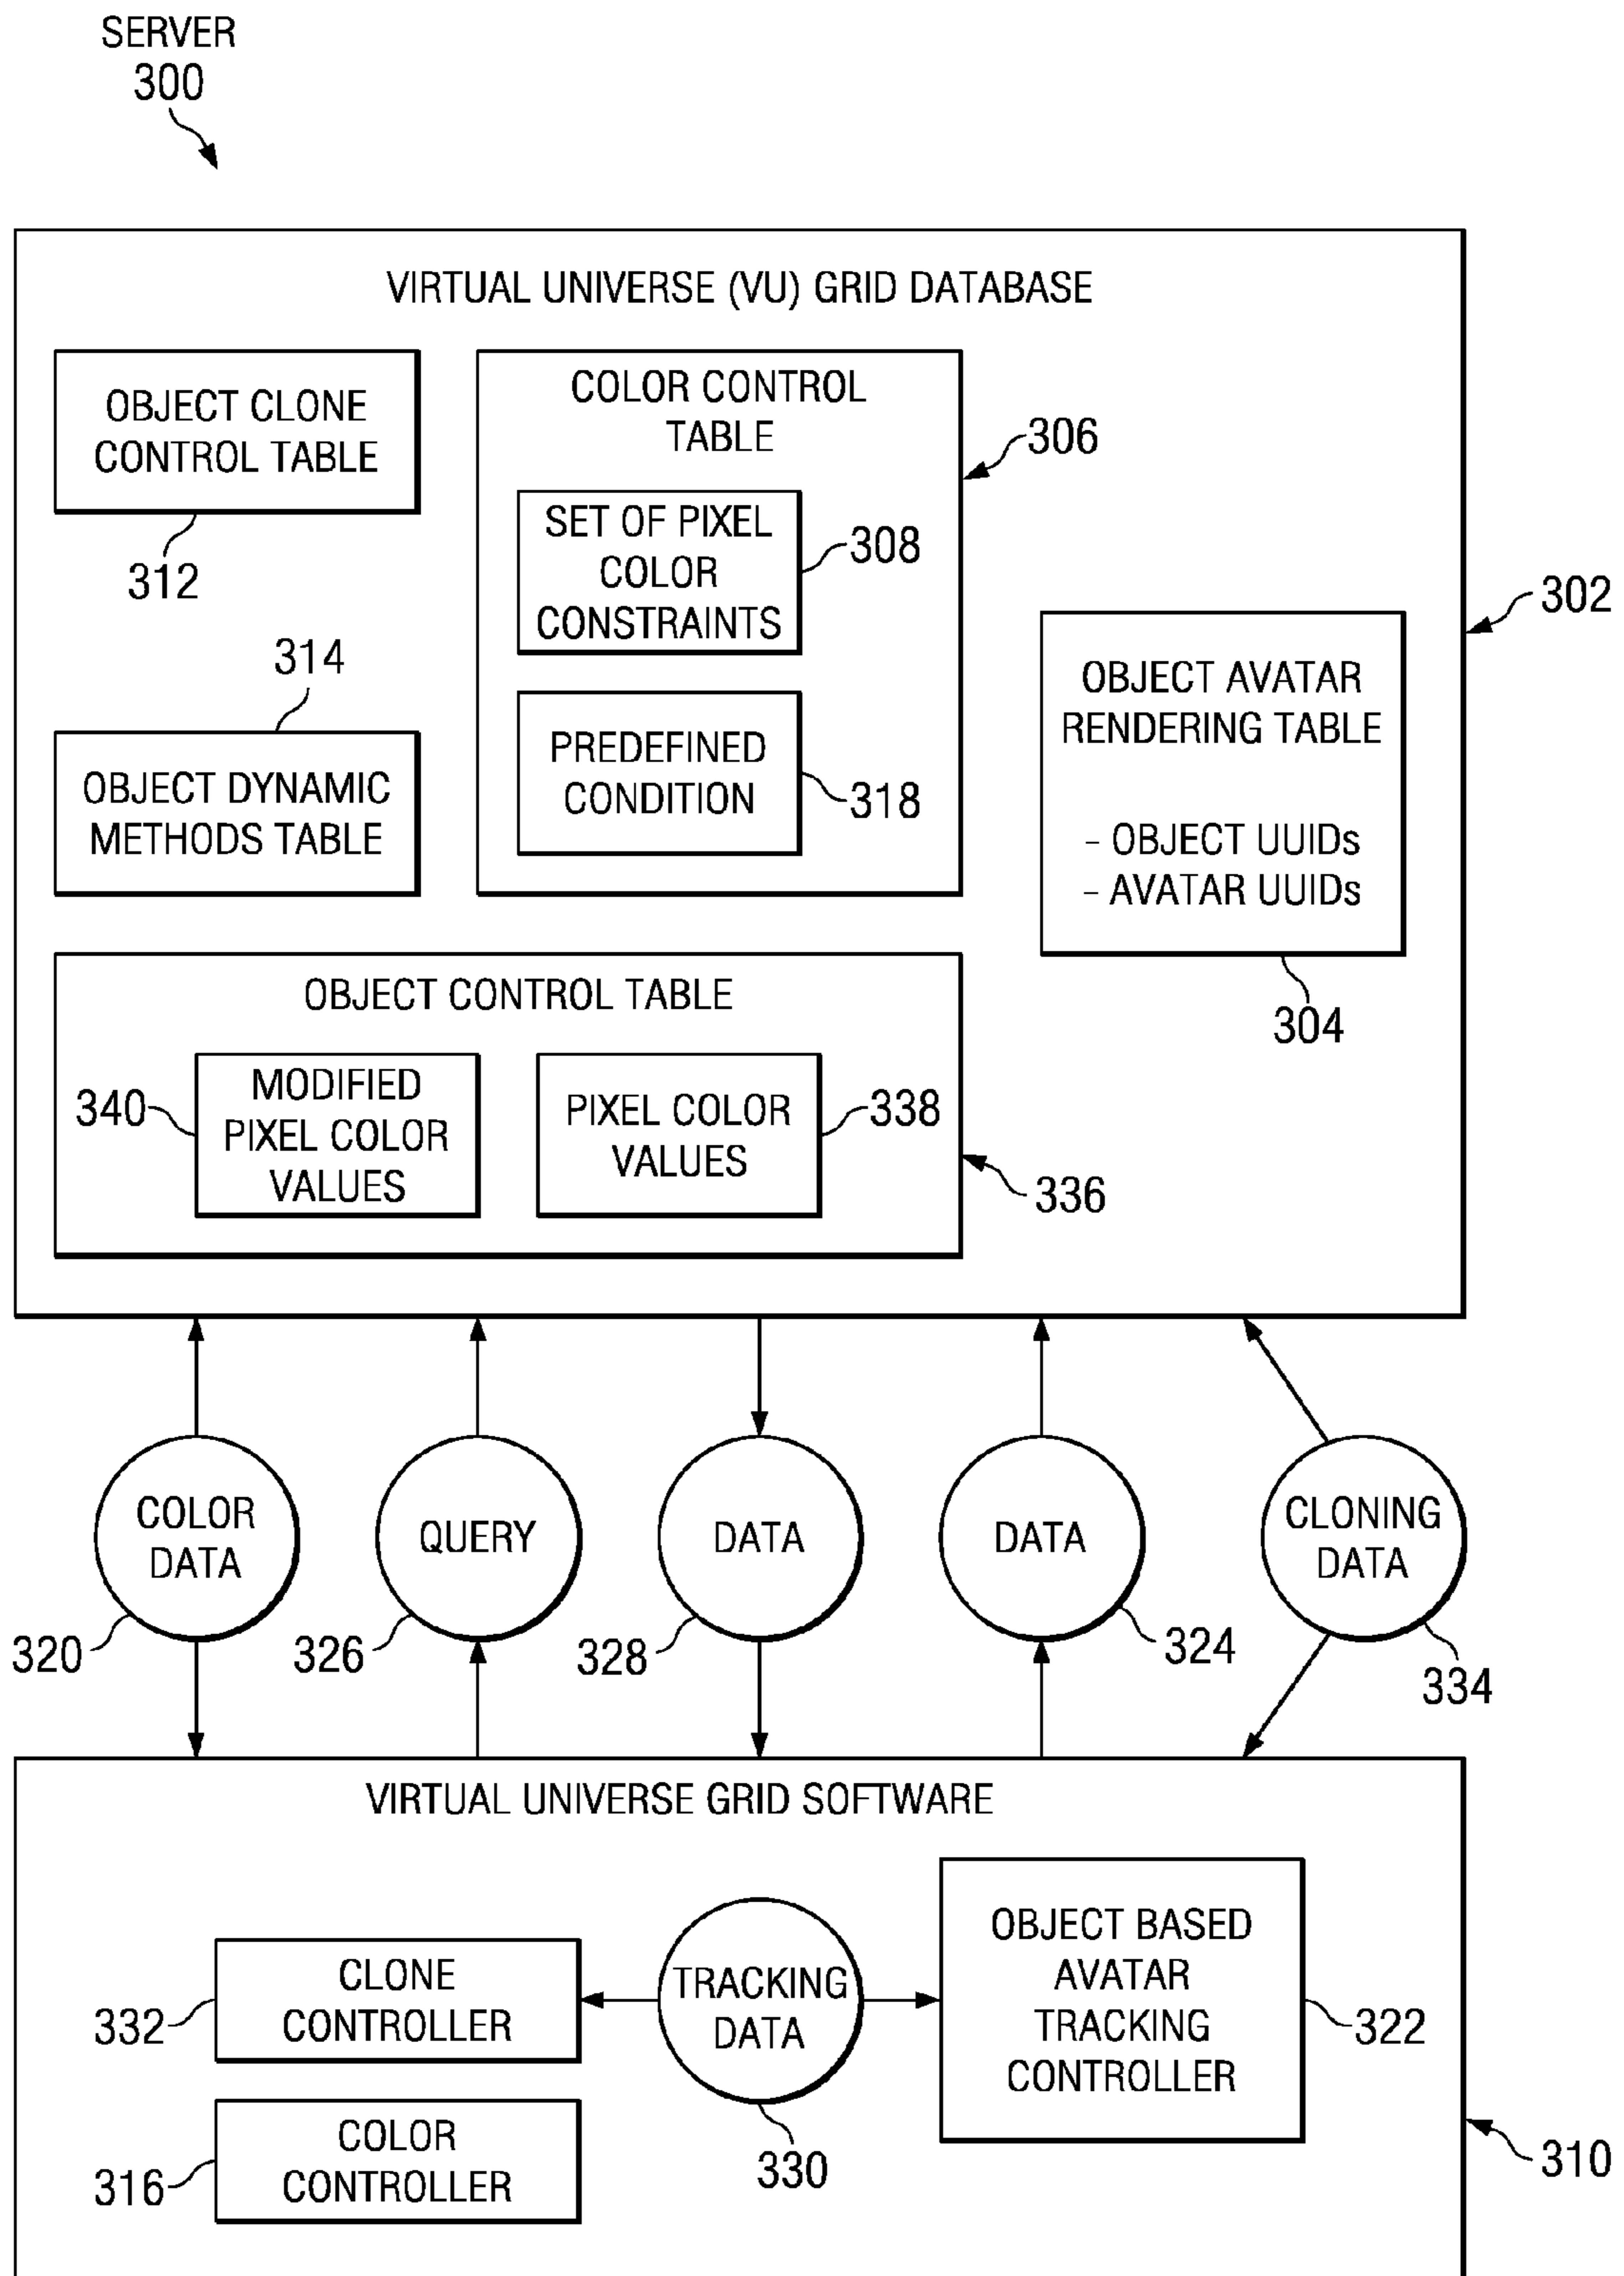 SERVER
300
VIRTUAL UNIVERSE (VU) GRID DATABASE
OBJECT CLONE
CONTROL TABLE
312
COLOR CONTROL
TABLE
306
SET OF PIXEL
COLOR
CONSTRAINTS
308
302
314
OBJECT DYNAMIC
METHODS TABLE
PREDEFINED
CONDITION
318
OBJECT AVATAR
RENDERING TABLE
- OBJECT UUIDs
- AVATAR UUIDs
304
OBJECT CONTROL TABLE
340
MODIFIED
PIXEL COLOR
VALUES
PIXEL COLOR
VALUES
338
336
COLOR
DATA
320
QUERY
326
DATA
328
DATA
324
CLONING
DATA
334
VIRTUAL UNIVERSE GRID SOFTWARE
CLONE
CONTROLLER
332
TRACKING
DATA
330
OBJECT BASED
AVATAR
TRACKING
CONTROLLER
322
COLOR
CONTROLLER
316
310